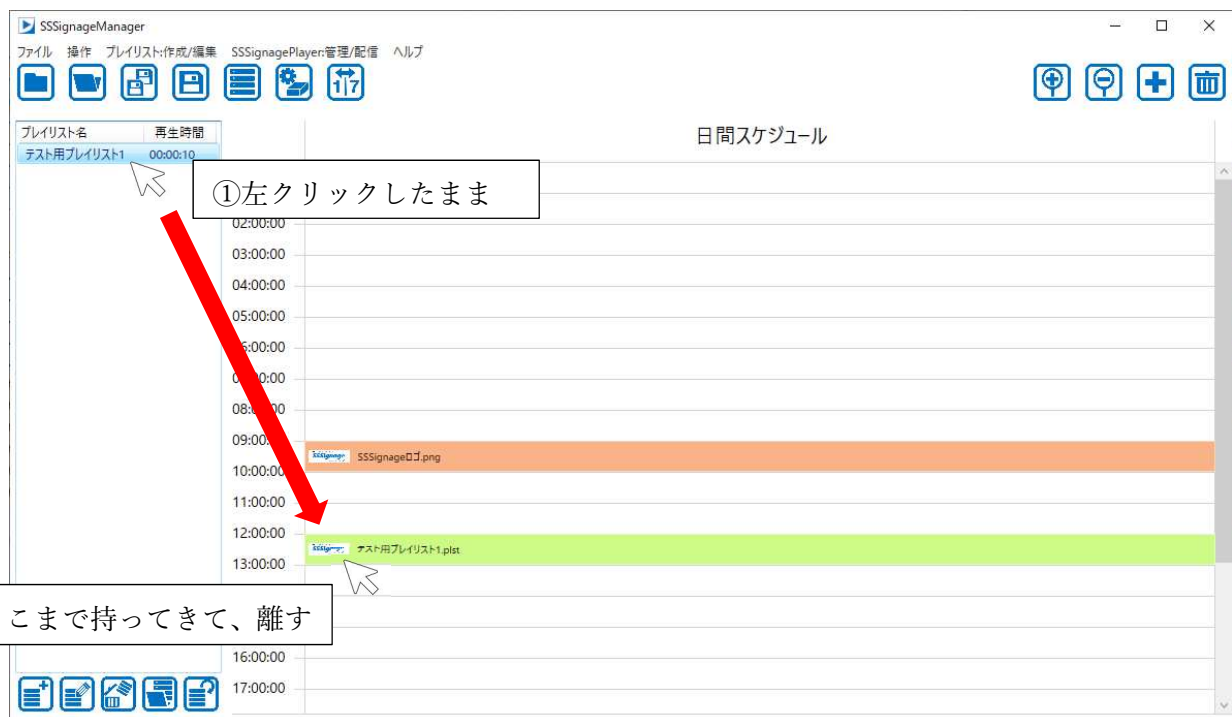 SSSignageManager
ファイル 操作 プレイリスト:作成/編集 SSSignagePlayer:管理/配信 ヘルプ
プレイリスト名 再生時間
テスト用プレイリスト1 00:00:10
日間スケジュール
①左クリックしたまま
02:00:00
03:00:00
04:00:00
05:00:00
:00:00
08:
09:00
SSSignageロゴ.png
10:00:00
11:00:00
12:00:00
テスト用プレイリスト1.plst
13:00:00
こまで持ってきて、離す
16:00:00
17:00:00